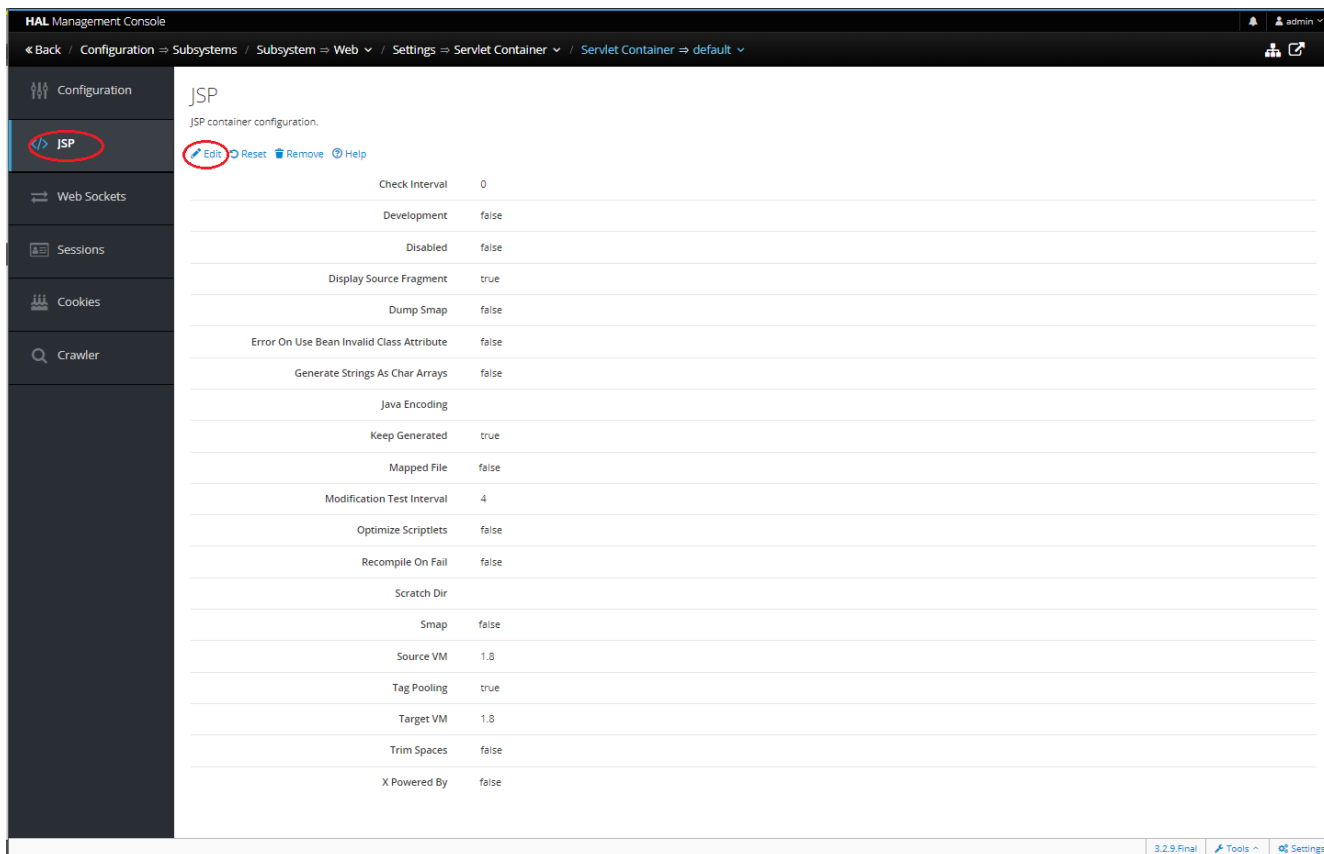 HAL Management Console
admin
« Back / Configuration ⇒ Subsystems / Subsystem ⇒ Web / Settings ⇒ Servlet Container / Servlet Container ⇒ default
Configuration
JSP
Web Sockets
Sessions
Cookies
Crawler
JSP
JSP container configuration.
Edit Reset Remove Help
Check Interval 0
Development false
Disabled false
Display Source Fragment true
Dump Smap false
Error On Use Bean Invalid Class Attribute false
Generate Strings As Char Arrays false
Java Encoding
Keep Generated true
Mapped File false
Modification Test Interval 4
Optimize Scriptlets false
Recompile On Fail false
Scratch Dir
Smap false
Source VM 1.8
Tag Pooling true
Target VM 1.8
Trim Spaces false
X Powered By false
3.2.9.Final Tools Settings